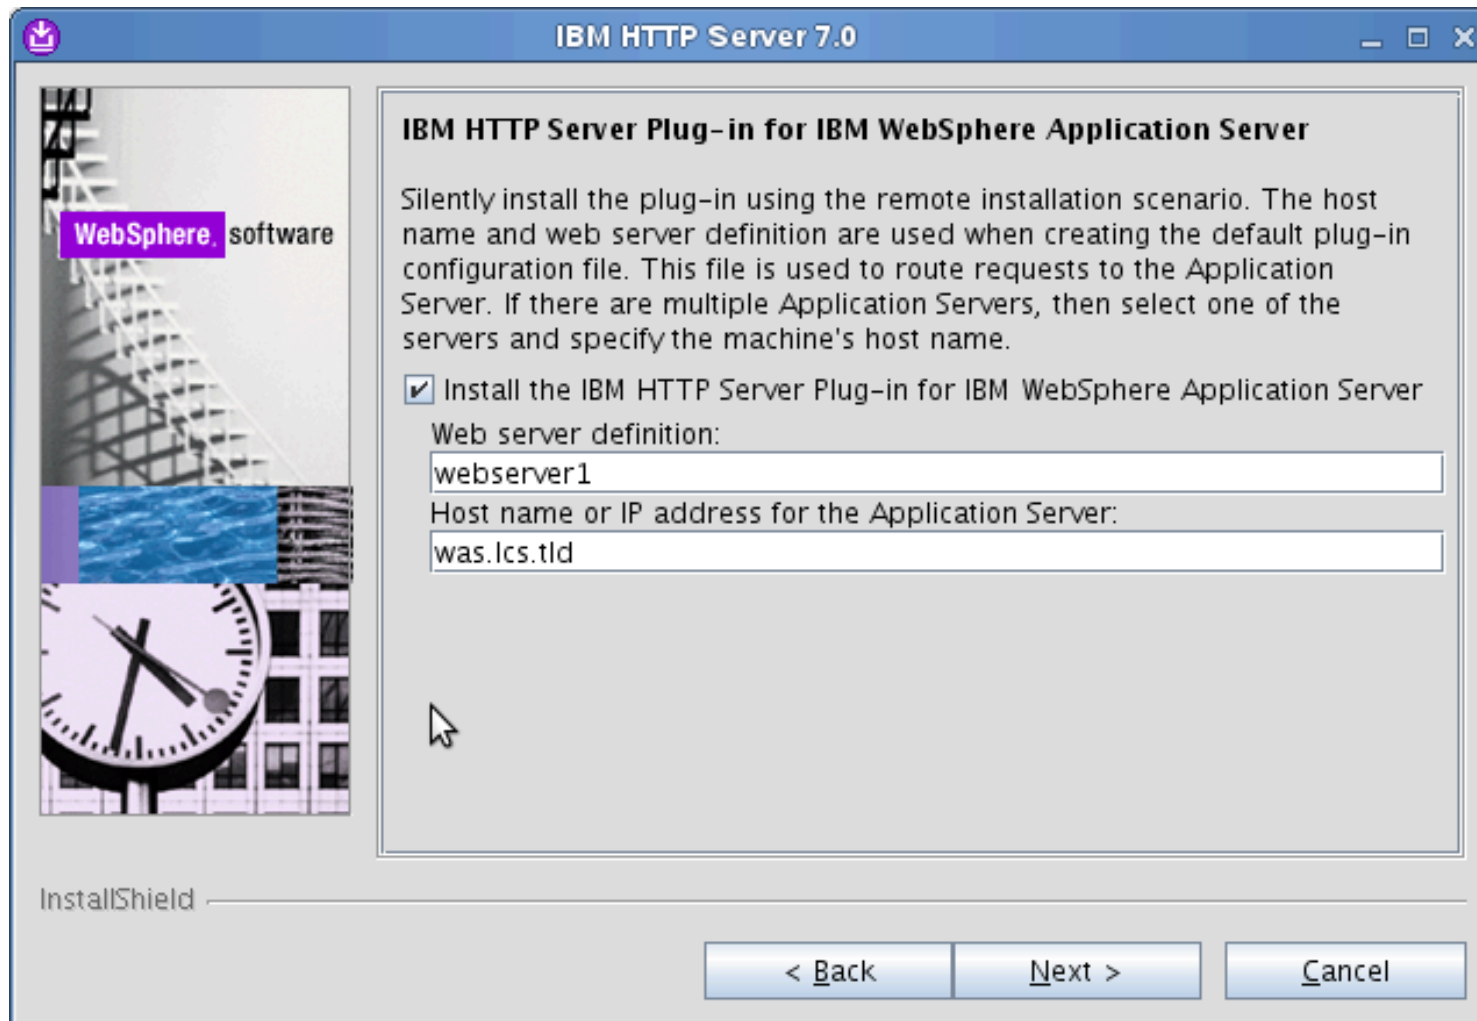 IBM HTTP Server 7.0
WebSphere. software
IBM HTTP Server Plug-in for IBM WebSphere Application Server
Silently install the plug-in using the remote installation scenario. The host
name and web server definition are used when creating the default plug-in
configuration file. This file is used to route requests to the Application
Server. If there are multiple Application Servers, then select one of the
servers and specify the machine's host name.
Install the IBM HTTP Server Plug-in for IBM WebSphere Application Server
Web server definition:
webserver1
Host name or IP address for the Application Server:
was.lcs.tld
InstallShield
< Back
Next >
Cancel